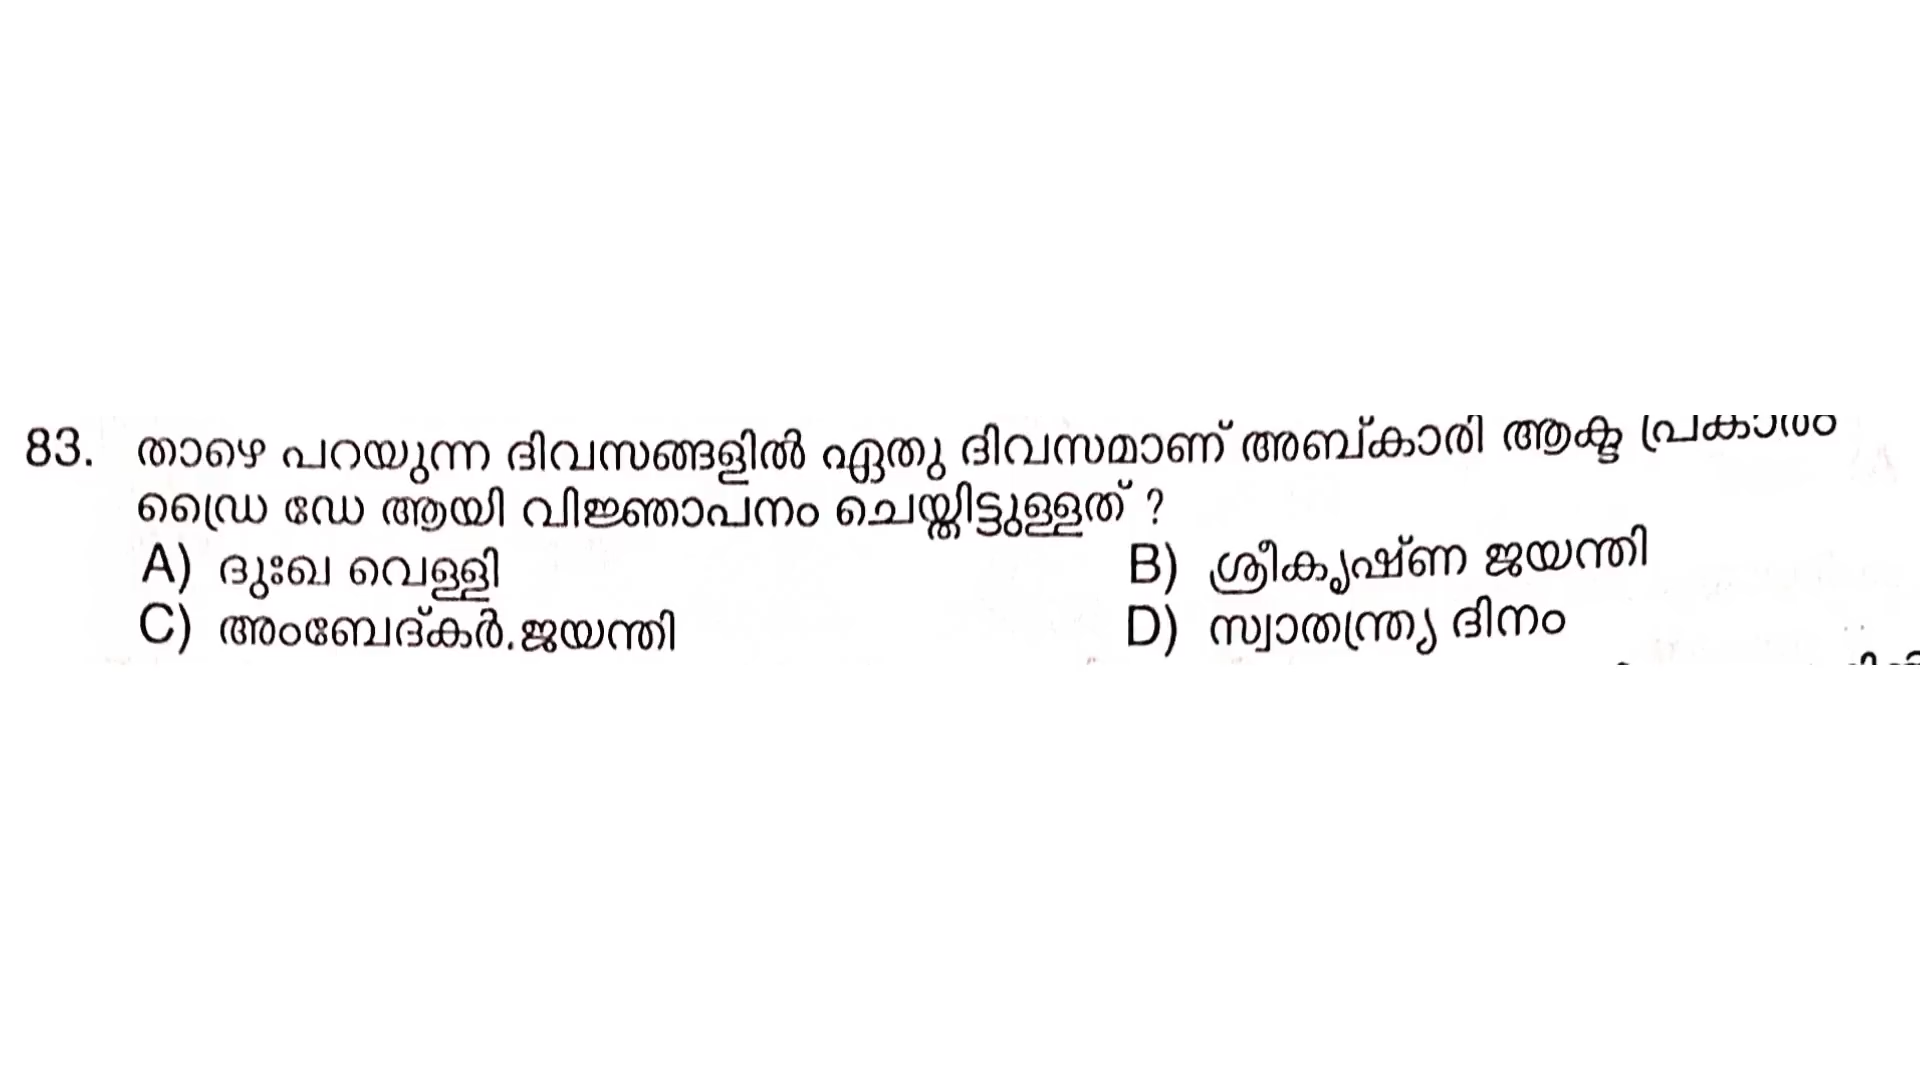 83. താഴെ പറയുന്ന ദിവസങ്ങളിൽ ഏതു ദിവസമാണ് അബ്കാരി ആക്ട പ്രകാരം
ഡ്രൈ ഡേ ആയി വിജ്ഞാപനം ചെയ്തിട്ടുള്ളത് ?
A) ദുഃഖ വെള്ളി B) ശ്രീകൃഷ്ണ ജയന്തി
C) അംബേദ്കർ.ജയന്തി D) സ്വാതന്ത്ര്യ ദിനം